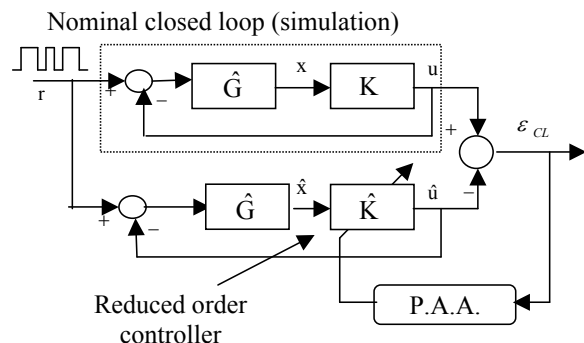 Nominal closed loop (simulation)
r
+
−
Ĝ
x
K
u
+
ε CL
+
−
Ĝ
x̂
K̂
û
−
Reduced order
controller
P.A.A.